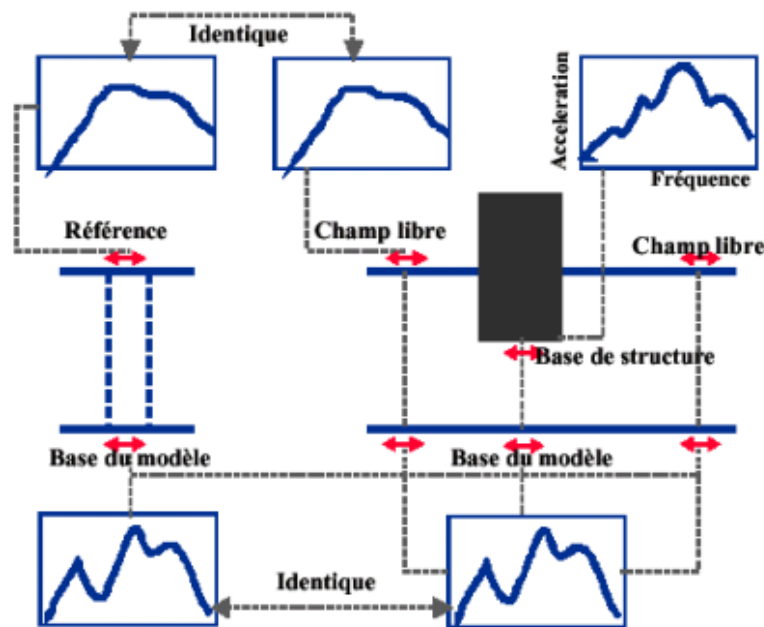 Identique
Acceleration
Fréquence
Référence
Champ libre
Champ libre
Base de structure
Base du modèle
Base du modèle
Identique